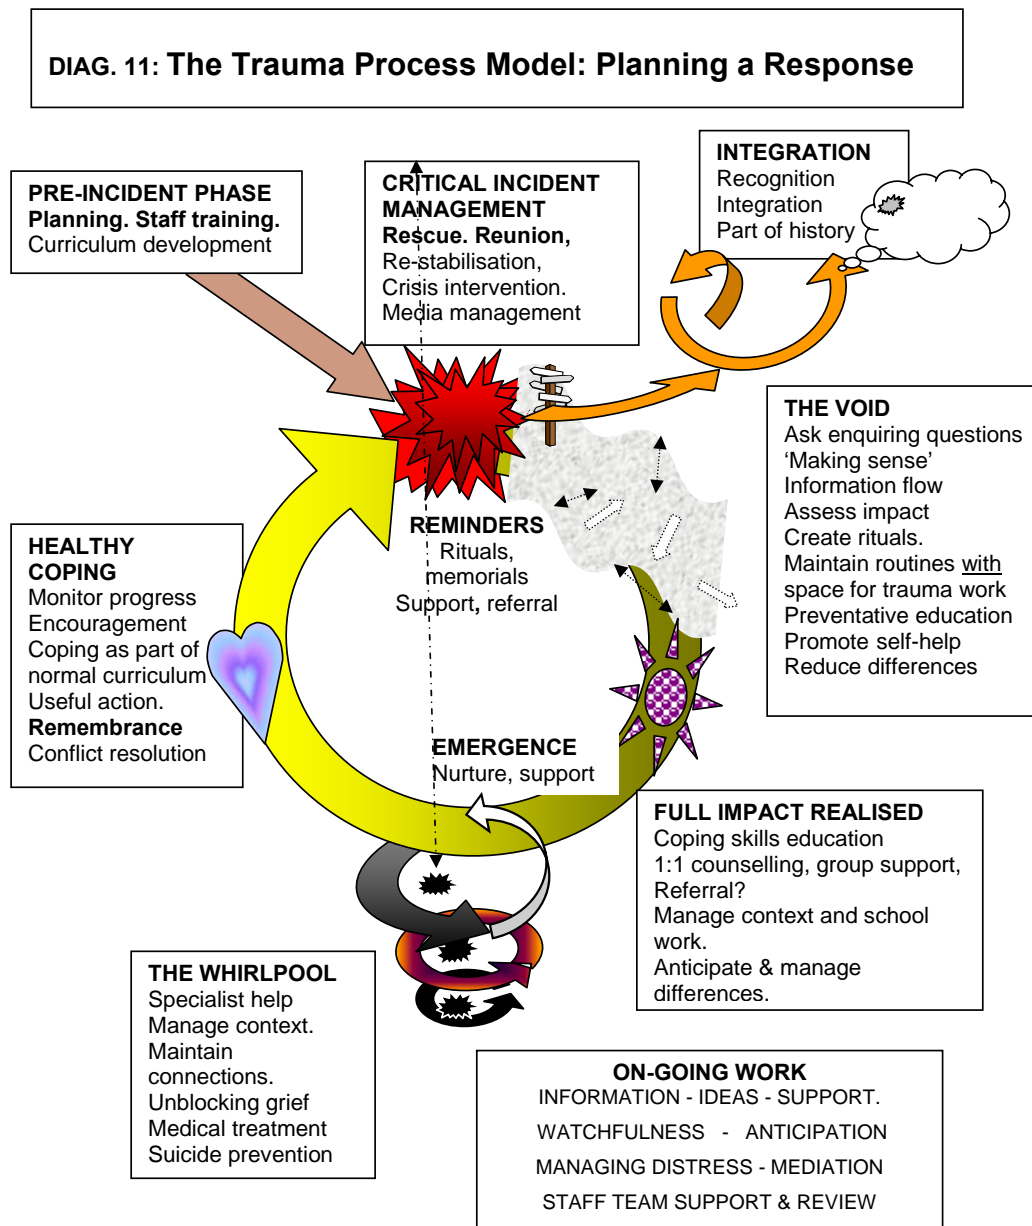 DIAG. 11: The Trauma Process Model: Planning a Response
PRE-INCIDENT PHASE
Planning. Staff training.
Curriculum development
CRITICAL INCIDENT
MANAGEMENT
Rescue. Reunion,
Re-stabilisation,
Crisis intervention.
Media management
INTEGRATION
Recognition
Integration
Part of history
THE VOID
Ask enquiring questions
‘Making sense’
Information flow
Assess impact
Create rituals.
Maintain routines with
space for trauma work
Preventative education
Promote self-help
Reduce differences
REMINDERS
Rituals,
memorials
Support, referral
HEALTHY
COPING
Monitor progress
Encouragement
Coping as part of
normal curriculum
Useful action.
Remembrance
Conflict resolution
EMERGENCE
Nurture, support
FULL IMPACT REALISED
Coping skills education
1:1 counselling, group support,
Referral?
Manage context and school
work.
Anticipate & manage
differences.
THE WHIRLPOOL
Specialist help
Manage context.
Maintain
connections.
Unblocking grief
Medical treatment
Suicide prevention
ON-GOING WORK
INFORMATION - IDEAS - SUPPORT.
WATCHFULNESS - ANTICIPATION
MANAGING DISTRESS - MEDIATION
STAFF TEAM SUPPORT & REVIEW